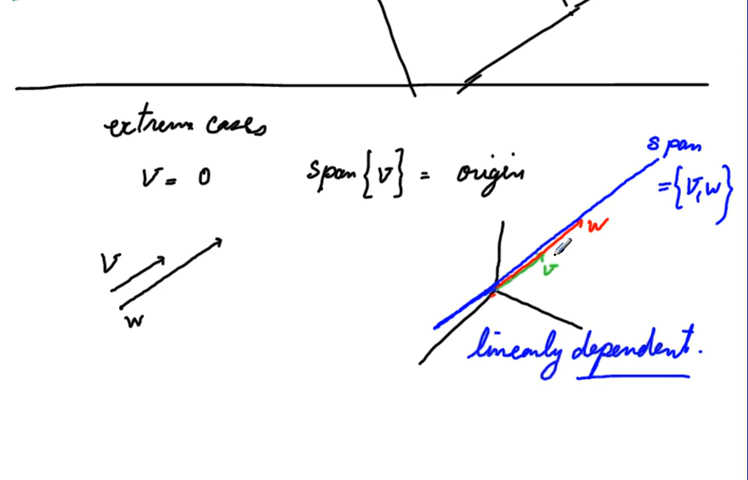 extrem cases
V = 0
span{V} = origin
span
={V,w}
w
v
V
w
linearly dependent.